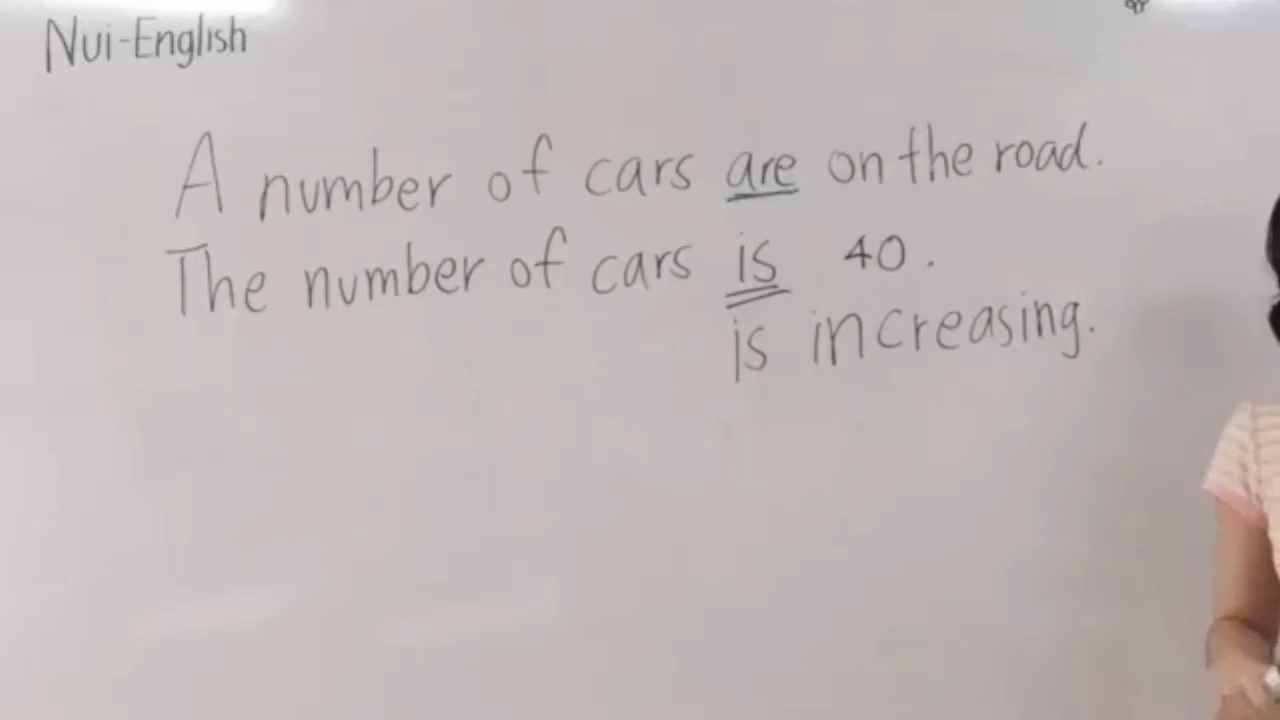 Nui-English
A number of cars are on the road.
The number of cars is 40.
is increasing.